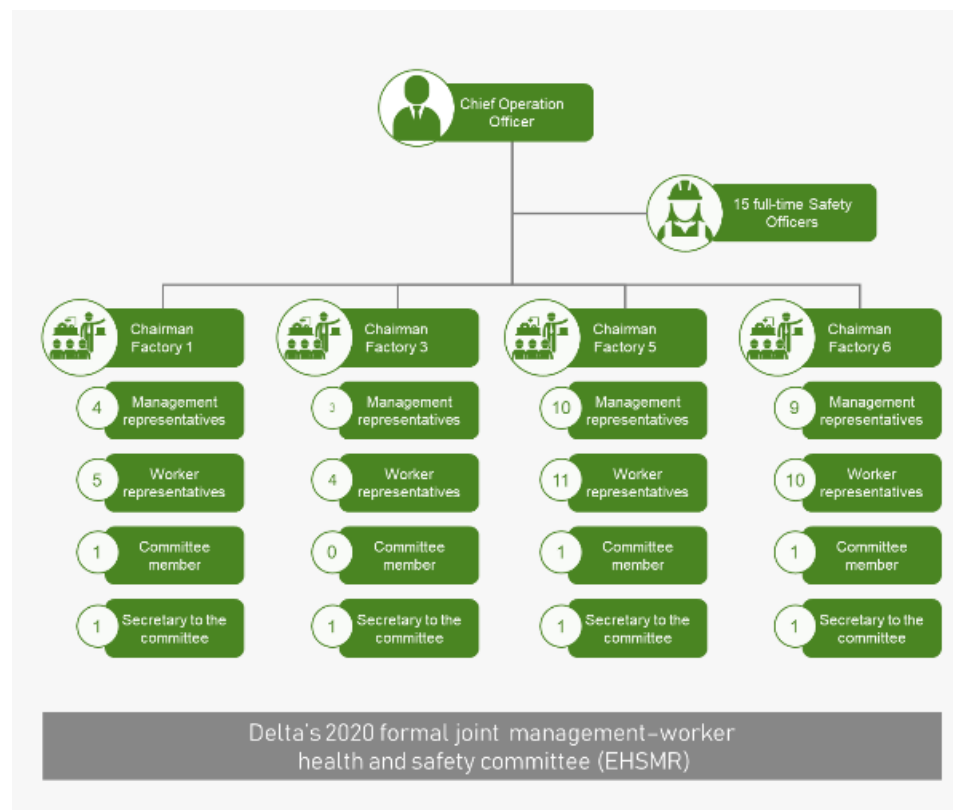 Chief Operation
Officer
15 full-time Safety
Officers
Chairman
Factory 1
Chairman
Factory 3
Chairman
Factory 5
Chairman
Factory 6
4
Management
representatives
3
Management
representatives
10
Management
representatives
9
Management
representatives
5
Worker
representatives
4
Worker
representatives
11
Worker
representatives
10
Worker
representatives
1
Committee
member
0
Committee
member
1
Committee
member
1
Committee
member
1
Secretary to the
committee
1
Secretary to the
committee
1
Secretary to the
committee
1
Secretary to the
committee
Delta's 2020 formal joint management–worker
health and safety committee (EHSMR)